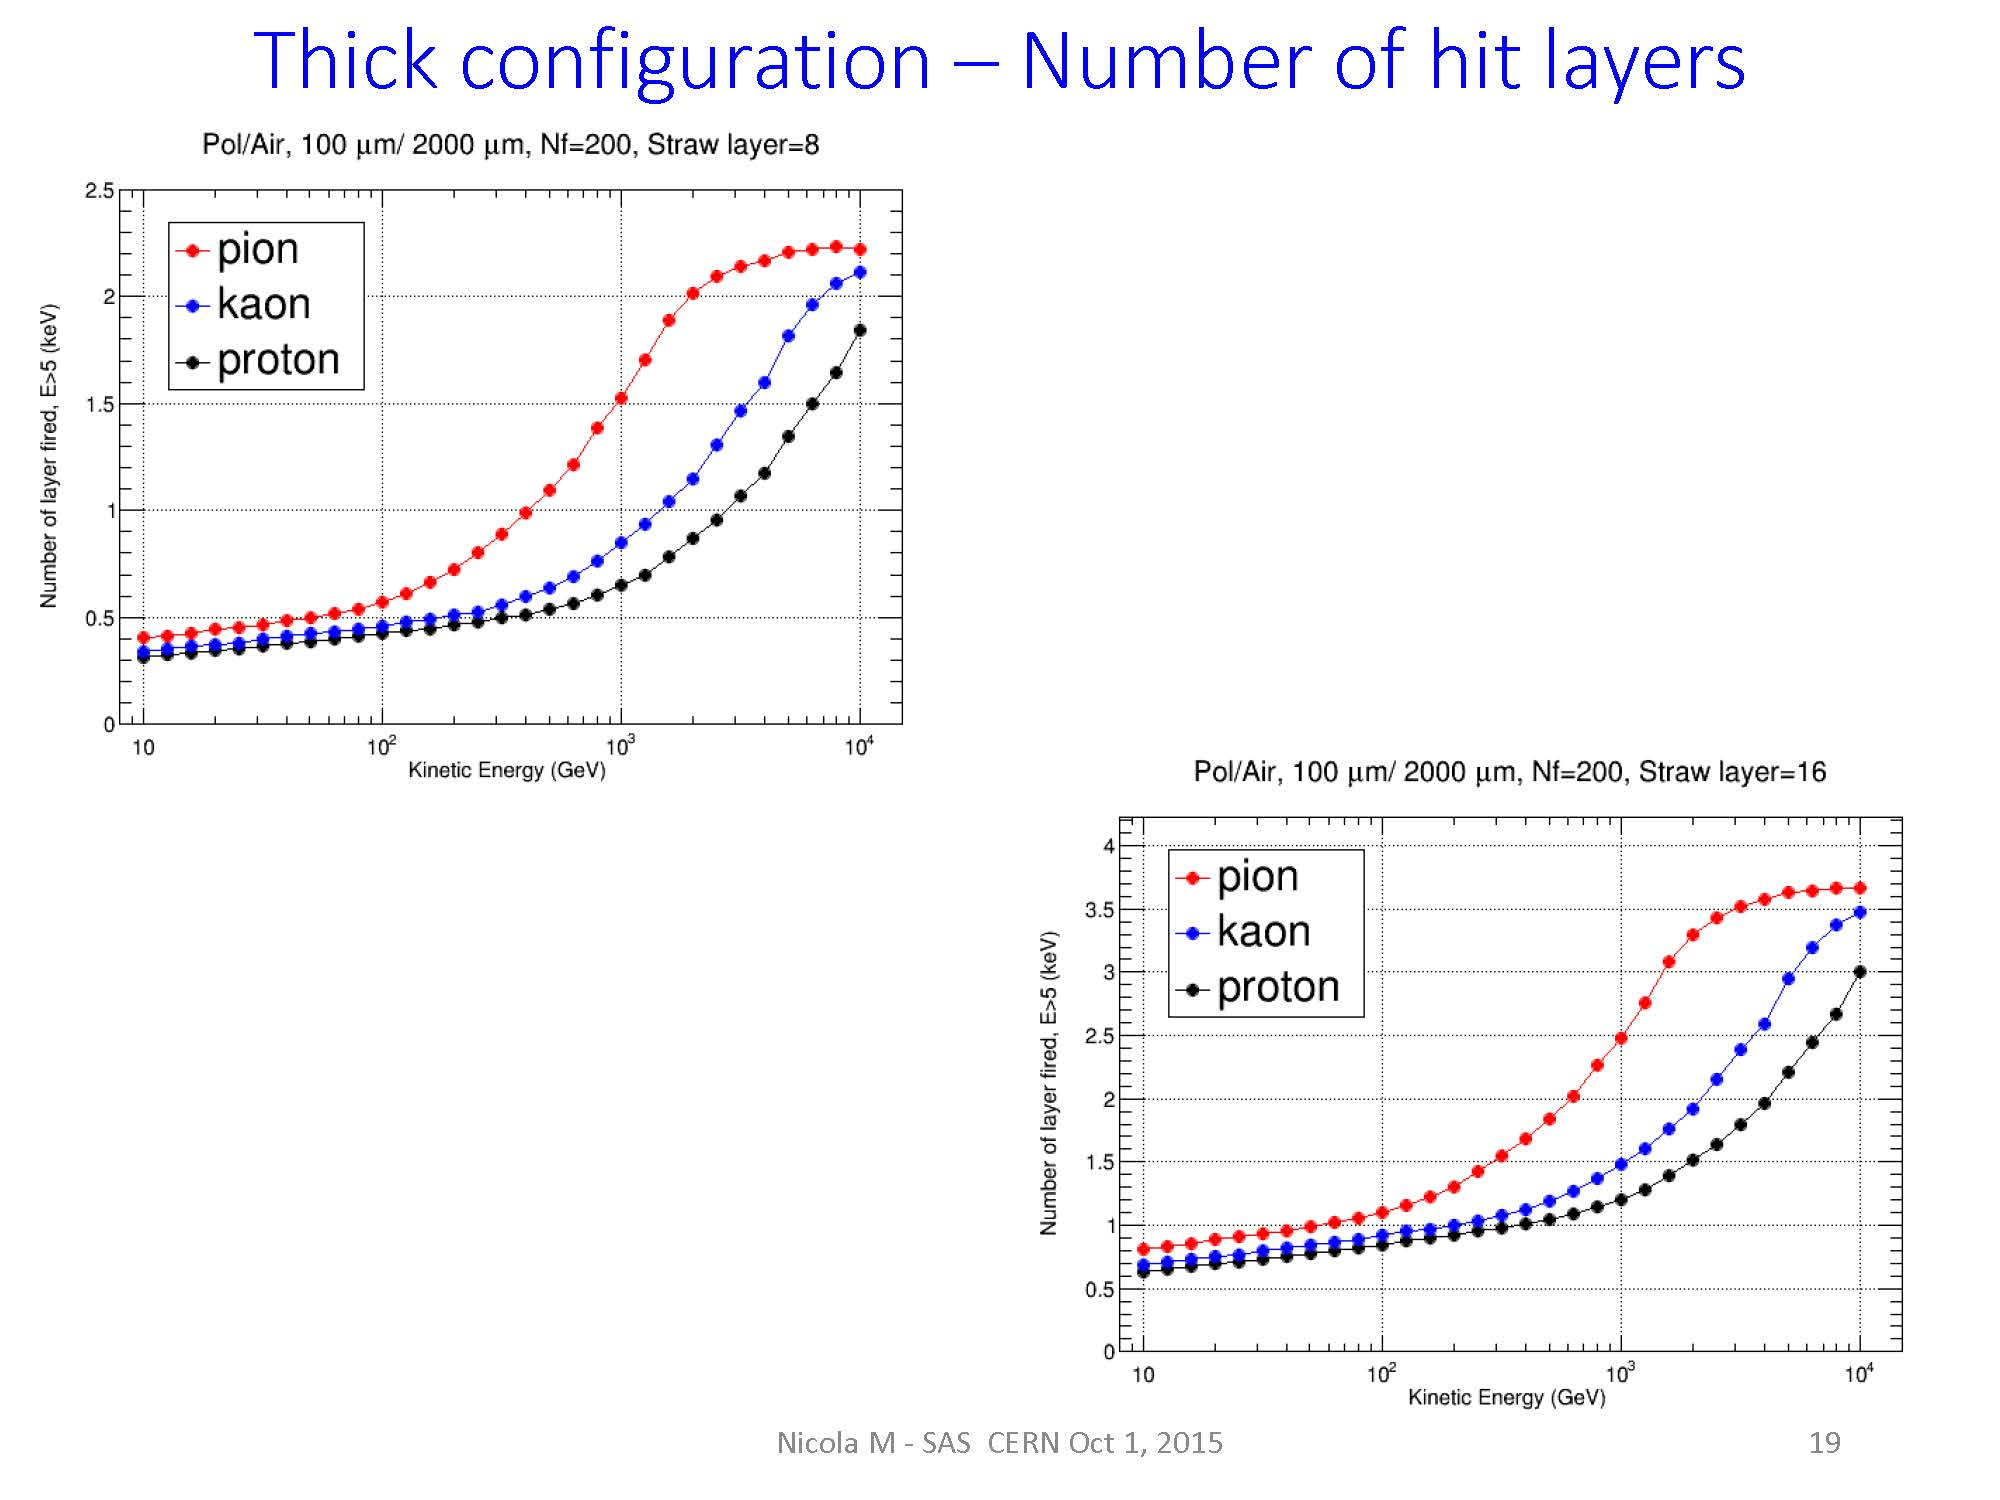 Thick configuration – Number of hit layers
Pol/Air, 100 μm/ 2000 μm, Nf=200, Straw layer=8
Number of layer fired, E>5 (keV)
2.5
2
1.5
1
0.5
0
pion
kaon
proton
10
10²
10³
10⁴
Kinetic Energy (GeV)
Pol/Air, 100 μm/ 2000 μm, Nf=200, Straw layer=16
Number of layer fired, E>5 (keV)
4
3.5
3
2.5
2
1.5
1
0.5
0
pion
kaon
proton
10
10²
10³
10⁴
Kinetic Energy (GeV)
Nicola M - SAS  CERN Oct 1, 2015
19